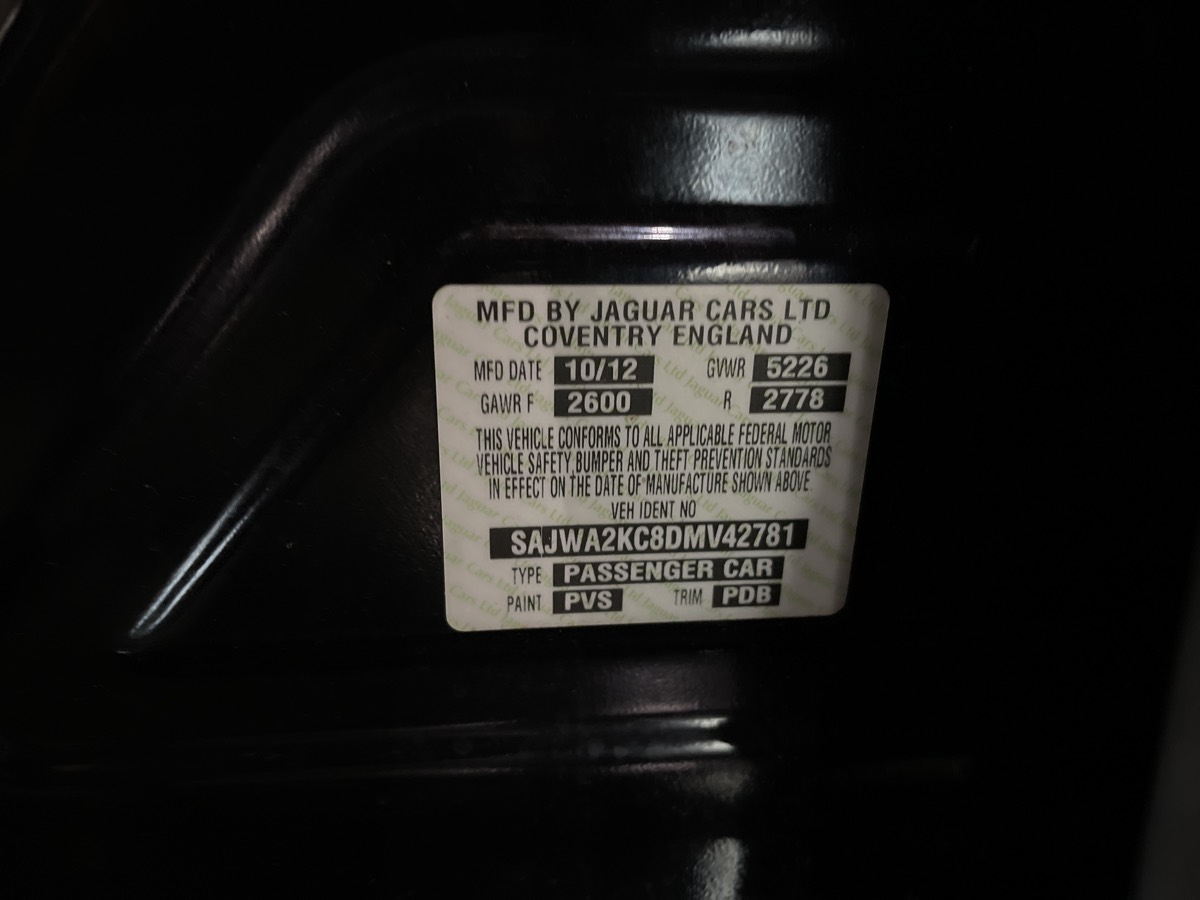 MFD BY JAGUAR CARS LTD
COVENTRY ENGLAND
MFD DATE 10/12 GVWR 5226
GAWR F 2600 R 2778
THIS VEHICLE CONFORMS TO ALL APPLICABLE FEDERAL MOTOR
VEHICLE SAFETY, BUMPER AND THEFT PREVENTION STANDARDS
IN EFFECT ON THE DATE OF MANUFACTURE SHOWN ABOVE
VEH IDENT NO
SAJWA2KC8DMV42781
TYPE PASSENGER CAR
PAINT PVS TRIM PDB